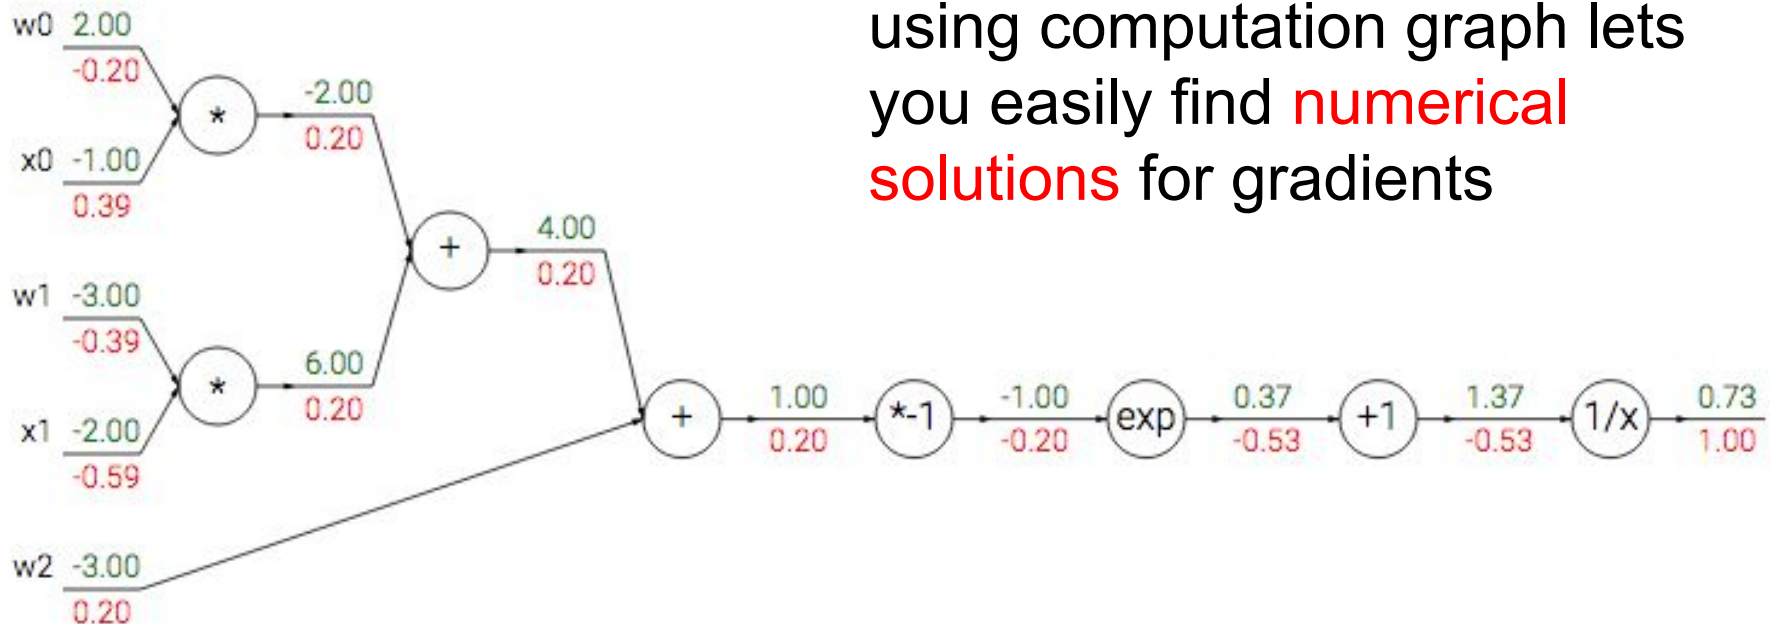 using computation graph lets
you easily find numerical
solutions for gradients
w0 2.00
-0.20
*
-2.00
0.20
x0 -1.00
0.39
+
4.00
0.20
w1 -3.00
-0.39
*
6.00
0.20
x1 -2.00
-0.59
+
1.00
0.20
*-1
-1.00
-0.20
exp
0.37
-0.53
+1
1.37
-0.53
1/x
0.73
1.00
w2 -3.00
0.20